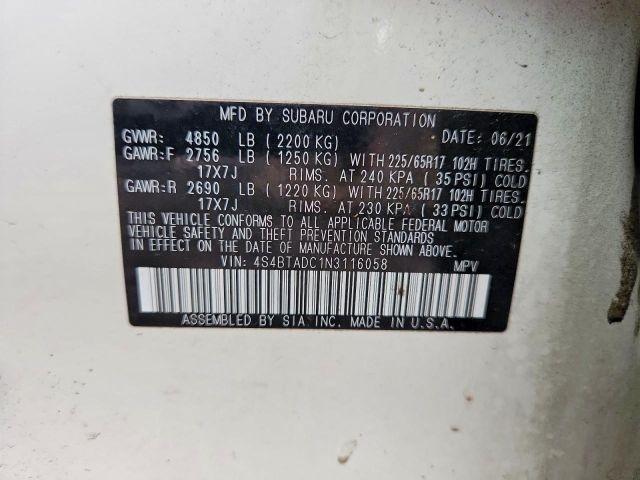 MFD BY SUBARU CORPORATION
DATE: 06/21
GVWR: 4850 LB ( 2200 KG)
GAWR:F 2756 LB ( 1250 KG) WITH 225/65R17 102H TIRES.
17X7J RIMS. AT 240 KPA ( 35 PSI) COLD
GAWR:R 2690 LB ( 1220 KG) WITH 225/65R17 102H TIRES.
17X7J RIMS. AT 230 KPA ( 33 PSI) COLD
THIS VEHICLE CONFORMS TO ALL APPLICABLE FEDERAL MOTOR
VEHICLE SAFETY AND THEFT PREVENTION STANDARDS
IN EFFECT ON THE DATE OF MANUFACTURE SHOWN ABOVE.
VIN: 4S4BTADC1N3116058 MPV
ASSEMBLED BY SIA INC. MADE IN U.S.A.